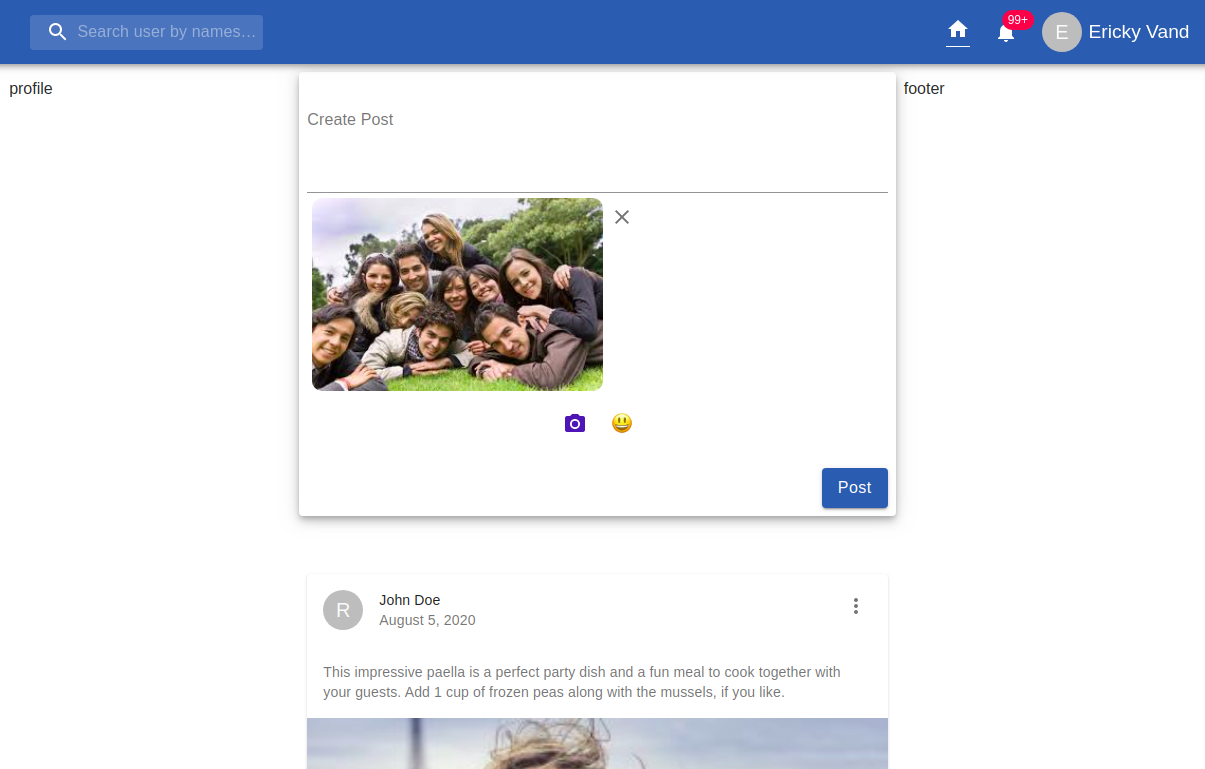 Search user by names…
99+
E
Ericky Vand
profile
Create Post
footer
Post
R
John Doe
August 5, 2020
This impressive paella is a perfect party dish and a fun meal to cook together with
your guests. Add 1 cup of frozen peas along with the mussels, if you like.